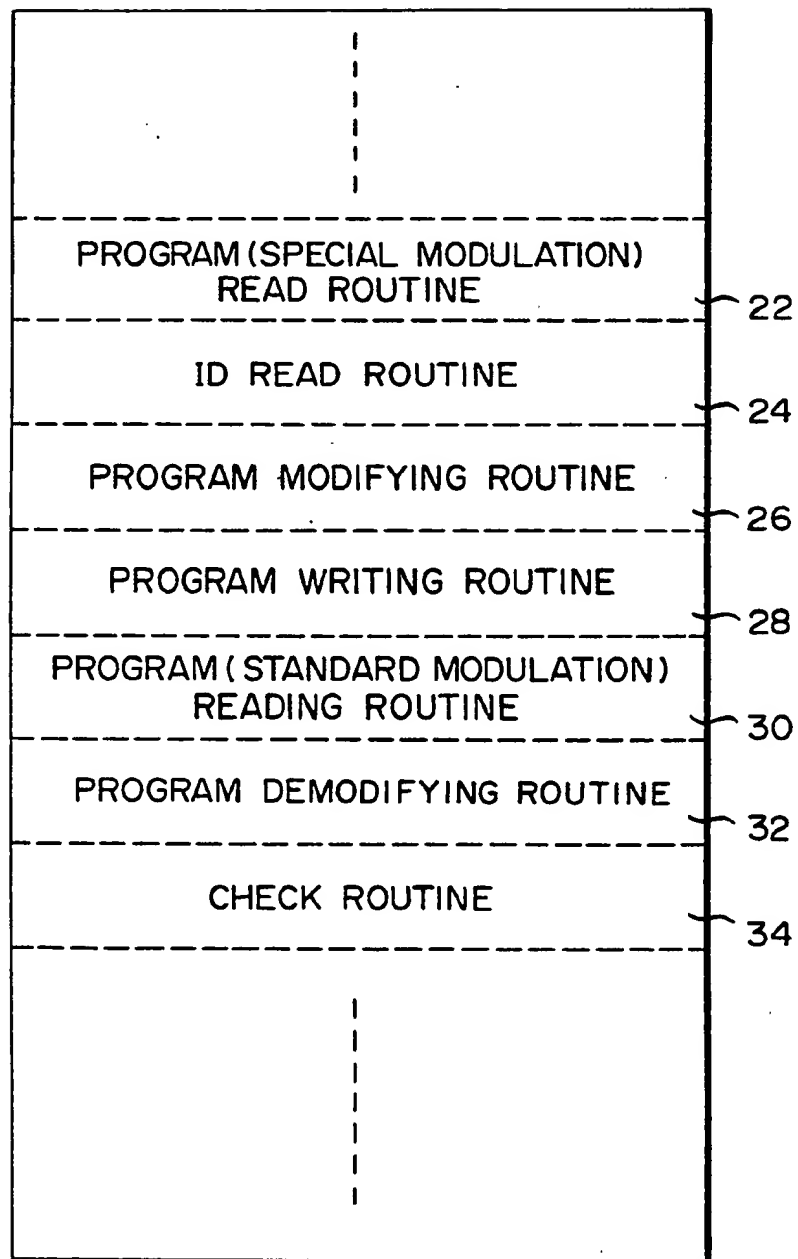 PROGRAM (SPECIAL MODULATION)
READ ROUTINE
22
ID READ ROUTINE
24
PROGRAM MODIFYING ROUTINE
26
PROGRAM WRITING ROUTINE
28
PROGRAM (STANDARD MODULATION)
READING ROUTINE
30
PROGRAM DEMODIFYING ROUTINE
32
CHECK ROUTINE
34